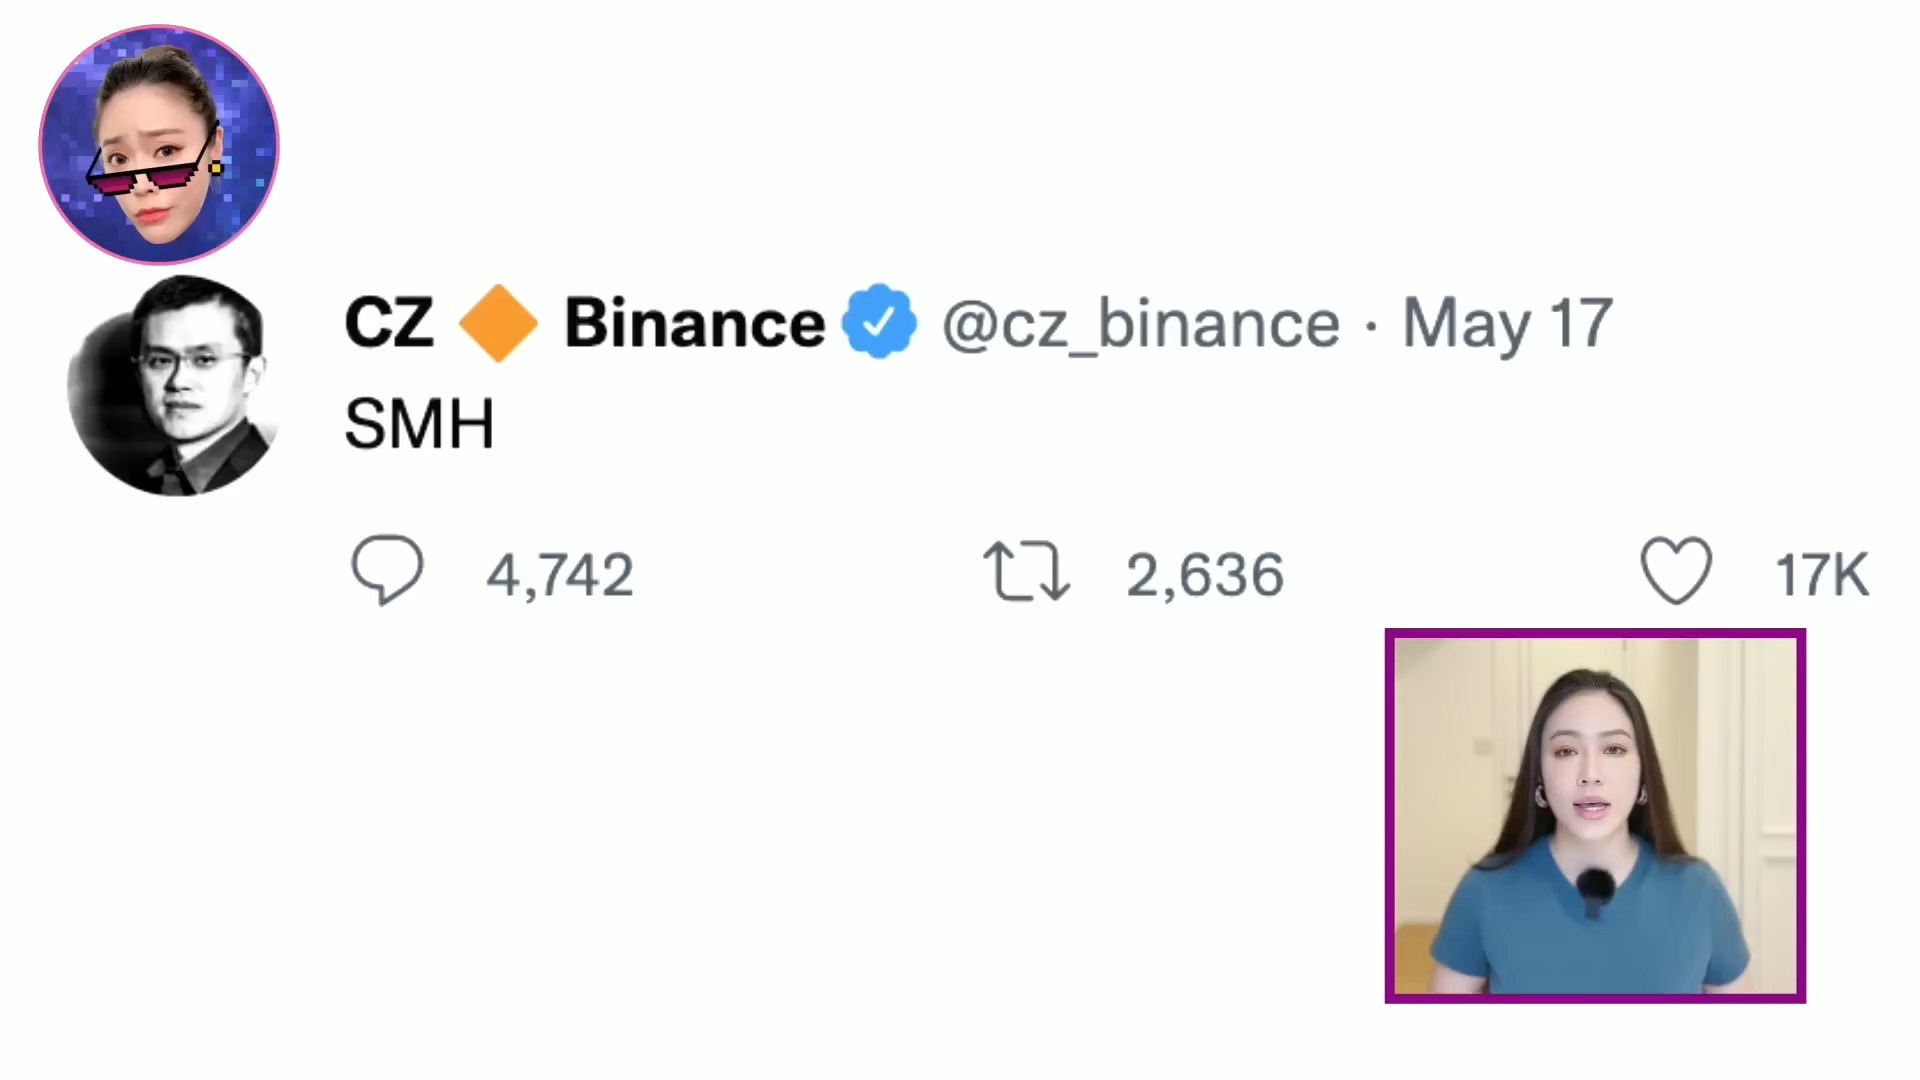 CZ 🔶 Binance @cz_binance · May 17
SMH
4,742 2,636 17K